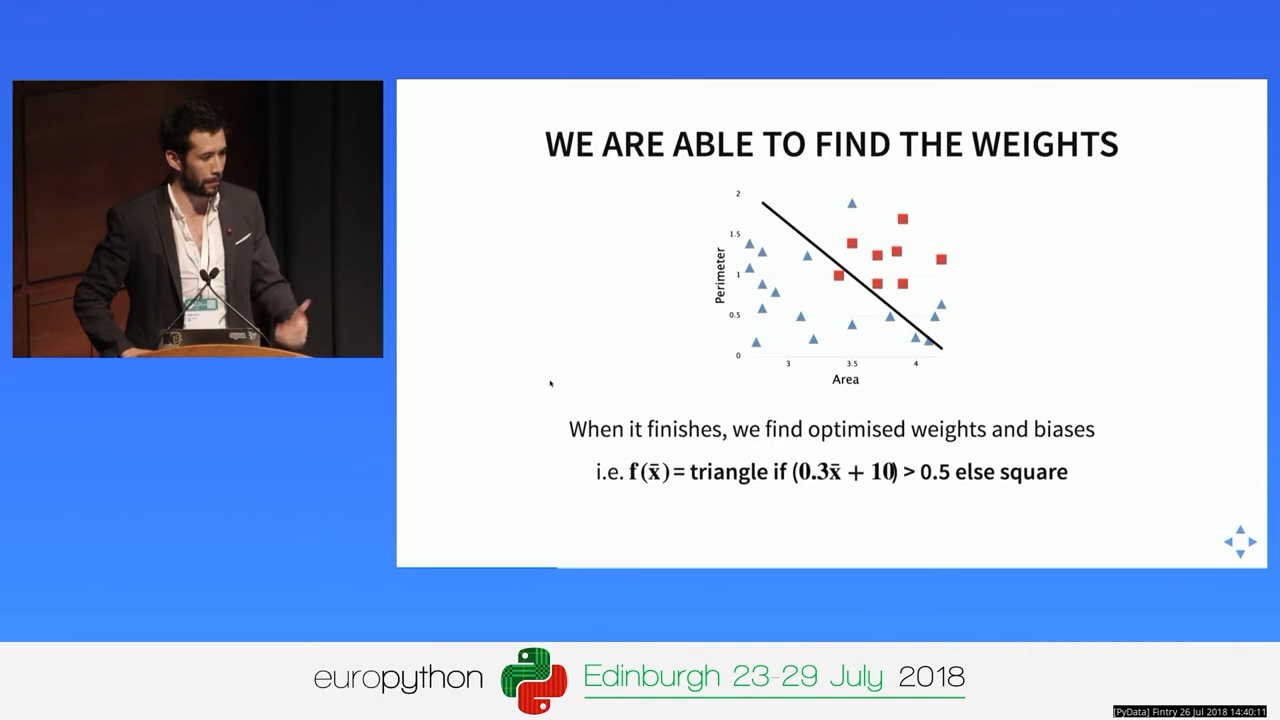 WE ARE ABLE TO FIND THE WEIGHTS
2
1.5
1
0.5
0
Perimeter
3 3.5 4
Area
When it finishes, we find optimised weights and biases
i.e. f(x̄) = triangle if (0.3x̄ + 10) > 0.5 else square
europython Edinburgh 23-29 July 2018
[PyData] Fintry 26 Jul 2018 14:40:11